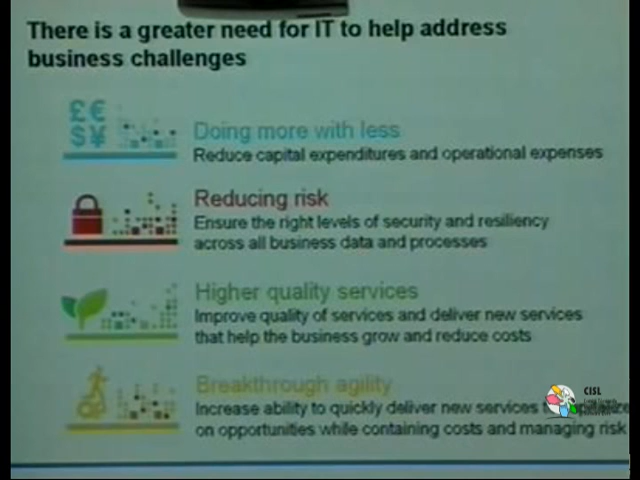 There is a greater need for IT to help address
business challenges
£€
$¥
Doing more with less
Reduce capital expenditures and operational expenses
Reducing risk
Ensure the right levels of security and resiliency
across all business data and processes
Higher quality services
Improve quality of services and deliver new services
that help the business grow and reduce costs
Breakthrough agility
Increase ability to quickly deliver new services
on opportunities while containing costs and managing risk
CISL